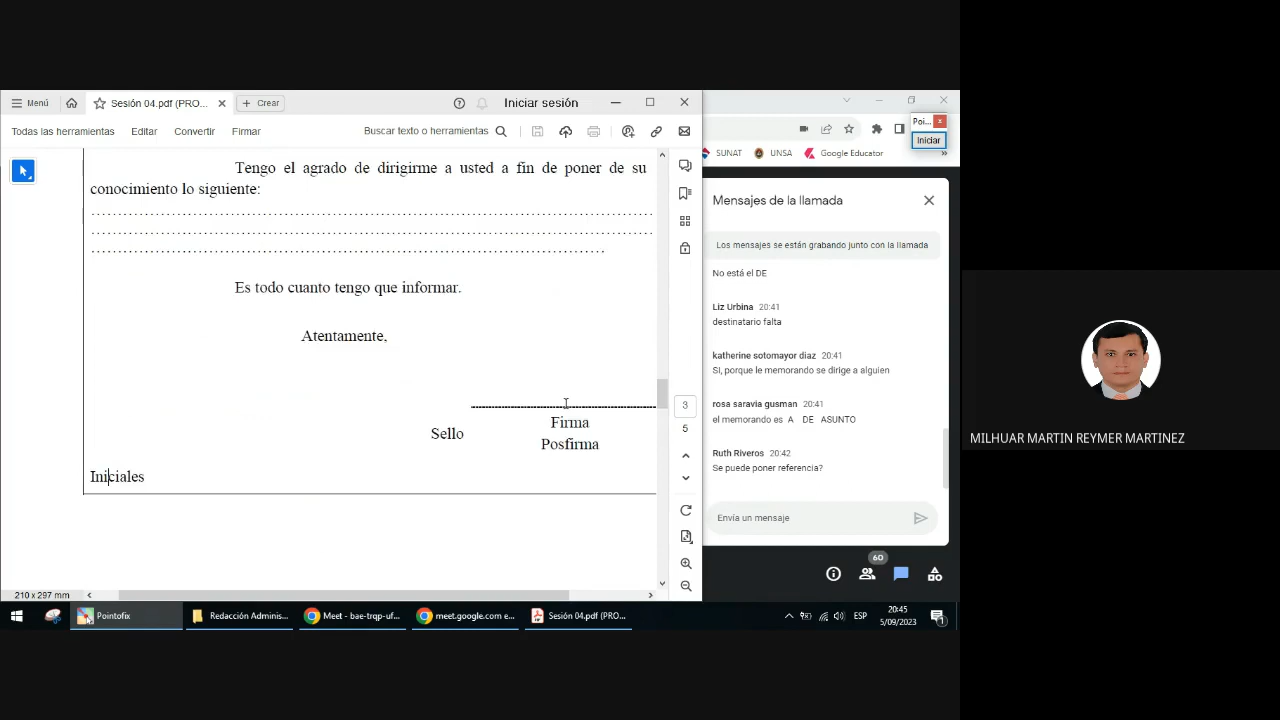 Menú
Sesión 04.pdf (PRO...
Crear
Iniciar sesión
Todas las herramientas
Editar
Convertir
Firmar
Buscar texto o herramientas
Tengo el agrado de dirigirme a usted a fin de poner de su
conocimiento lo siguiente:
Es todo cuanto tengo que informar.
Atentamente,
Firma
Sello
Posfirma
Iniciales
3
5
210 x 297 mm
Poi...
Iniciar
SUNAT
UNSA
Google Educator
Mensajes de la llamada
Los mensajes se están grabando junto con la llamada
No está el DE
Liz Urbina 20:41
destinatario falta
katherine sotomayor diaz 20:41
SI, porque le memorando se dirige a alguien
rosa saravia gusman 20:41
el memorando es A DE ASUNTO
Ruth Riveros 20:42
Se puede poner referencia?
Envía un mensaje
60
MILHUAR MARTIN REYMER MARTINEZ
Pointofix
Redacción Adminis...
Meet - bae-trqp-uf...
meet.google.com e...
Sesión 04.pdf (PRO...
ESP
20:45
5/09/2023
1